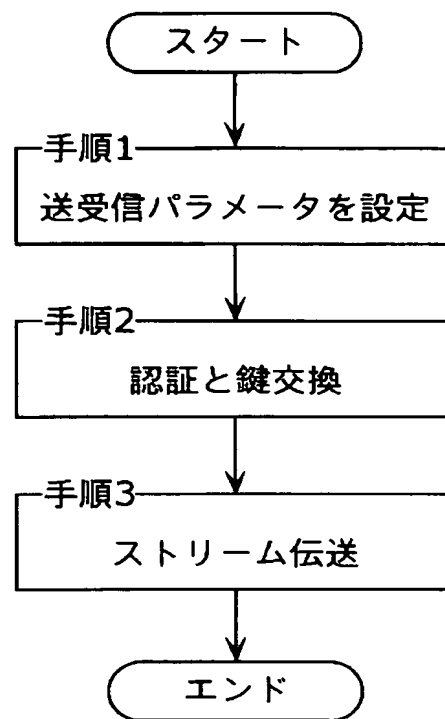 スタート
手順1
送受信パラメータを設定
手順2
認証と鍵交換
手順3
ストリーム伝送
エンド